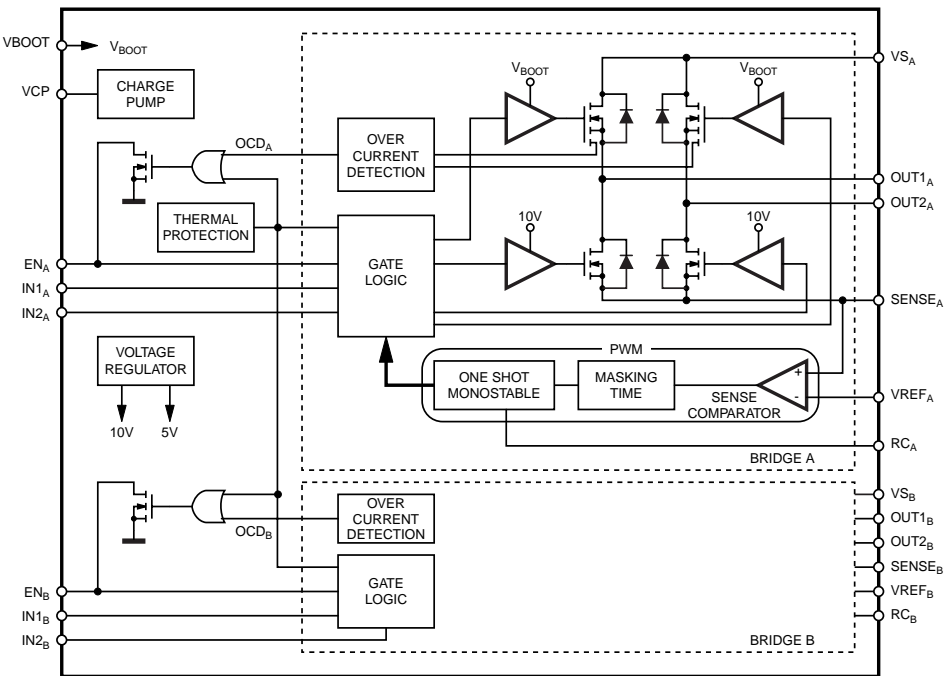 VBOOT
VBOOT
VCP
CHARGE
PUMP
VBOOT
VBOOT
VSA
OVER
CURRENT
DETECTION
OCDA
OUT1A
OUT2A
THERMAL
PROTECTION
10V
10V
GATE
LOGIC
ENA
IN1A
IN2A
SENSEA
VOLTAGE
REGULATOR
10V
5V
PWM
ONE SHOT
MONOSTABLE
MASKING
TIME
+
-
SENSE
COMPARATOR
VREFA
RCA
BRIDGE A
OVER
CURRENT
DETECTION
OCDB
VSB
OUT1B
OUT2B
SENSEB
VREFB
RCB
GATE
LOGIC
ENB
IN1B
IN2B
BRIDGE B